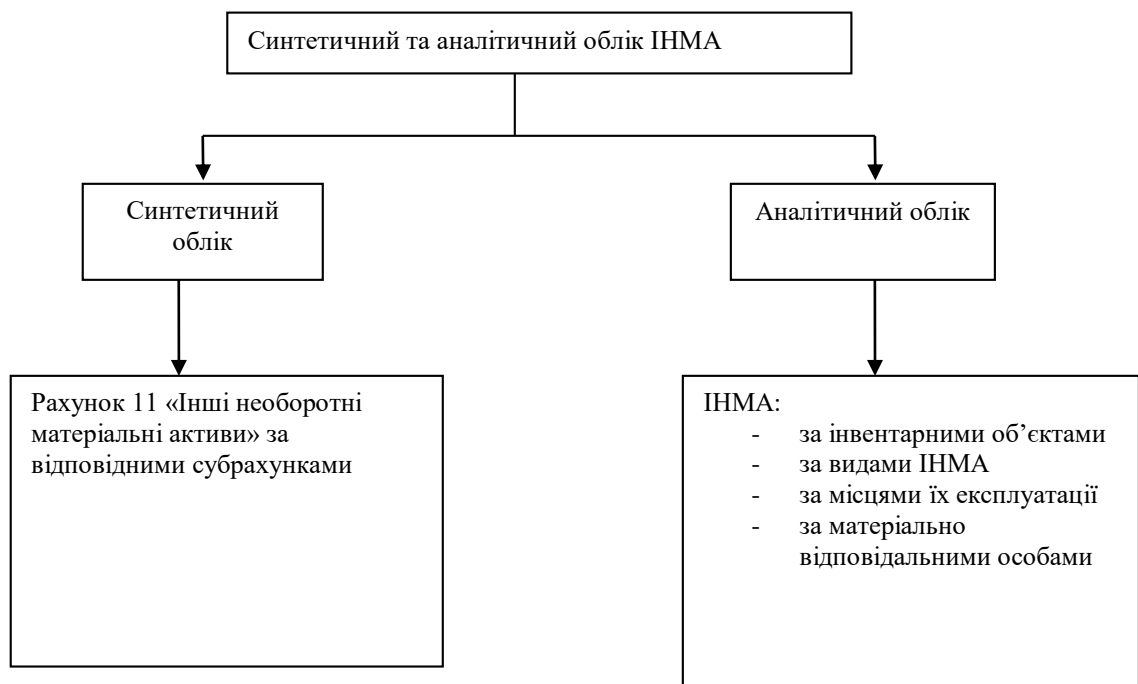 Синтетичний та аналітичний облік ІНМА
Синтетичний
облік
Аналітичний облік
Рахунок 11 «Інші необоротні
матеріальні активи» за
відповідними субрахунками
ІНМА:
- за інвентарними об’єктами
- за видами ІНМА
- за місцями їх експлуатації
- за матеріально
відповідальними особами